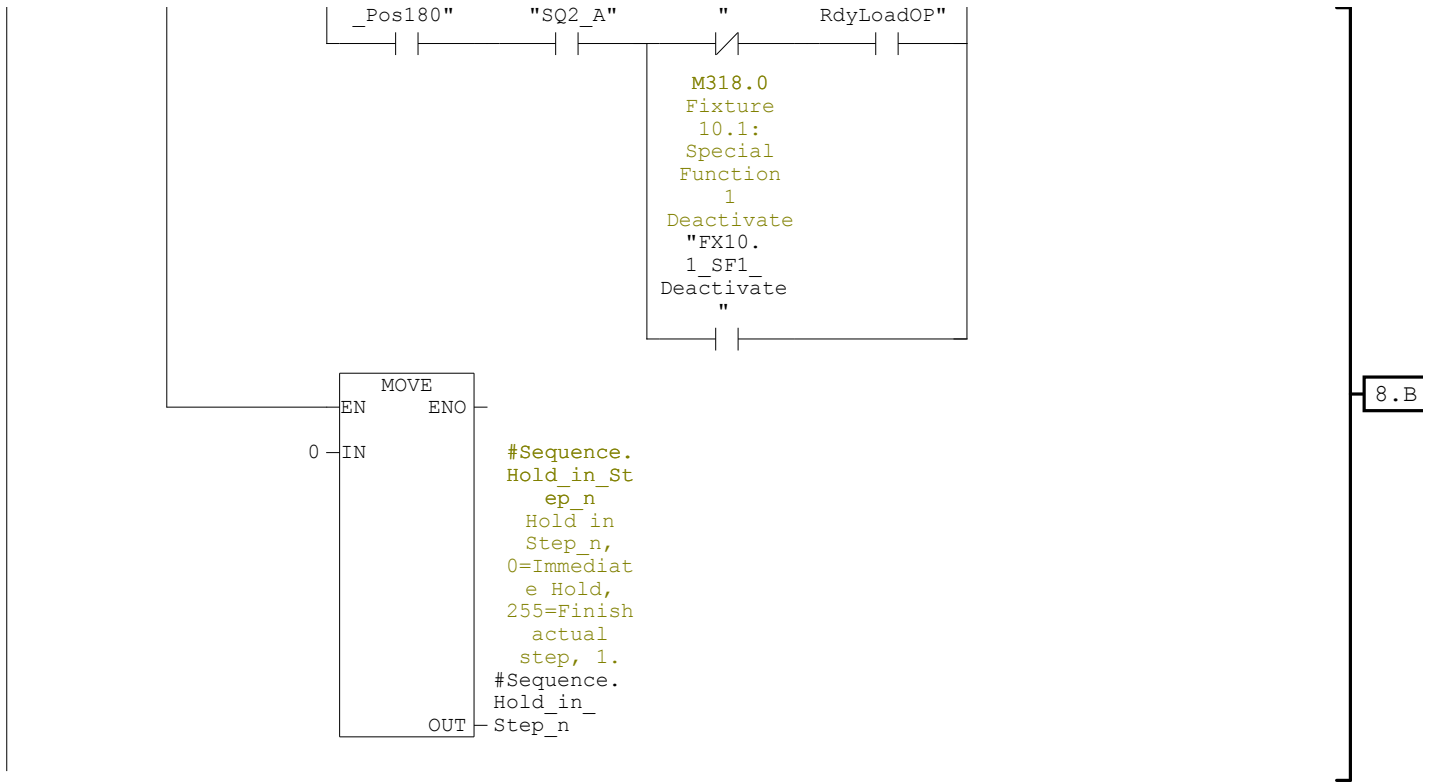 _Pos180" "SQ2_A" " RdyLoadOP"
M318.0
Fixture
10.1:
Special
Function
1
Deactivate
"FX10.
1_SF1_
Deactivate
"
MOVE
EN ENO
0 IN
#Sequence.
Hold_in_St
ep_n
Hold in
Step_n,
0=Immediat
e Hold,
255=Finish
actual
step, 1.
#Sequence.
Hold_in_
OUT Step_n
8.B